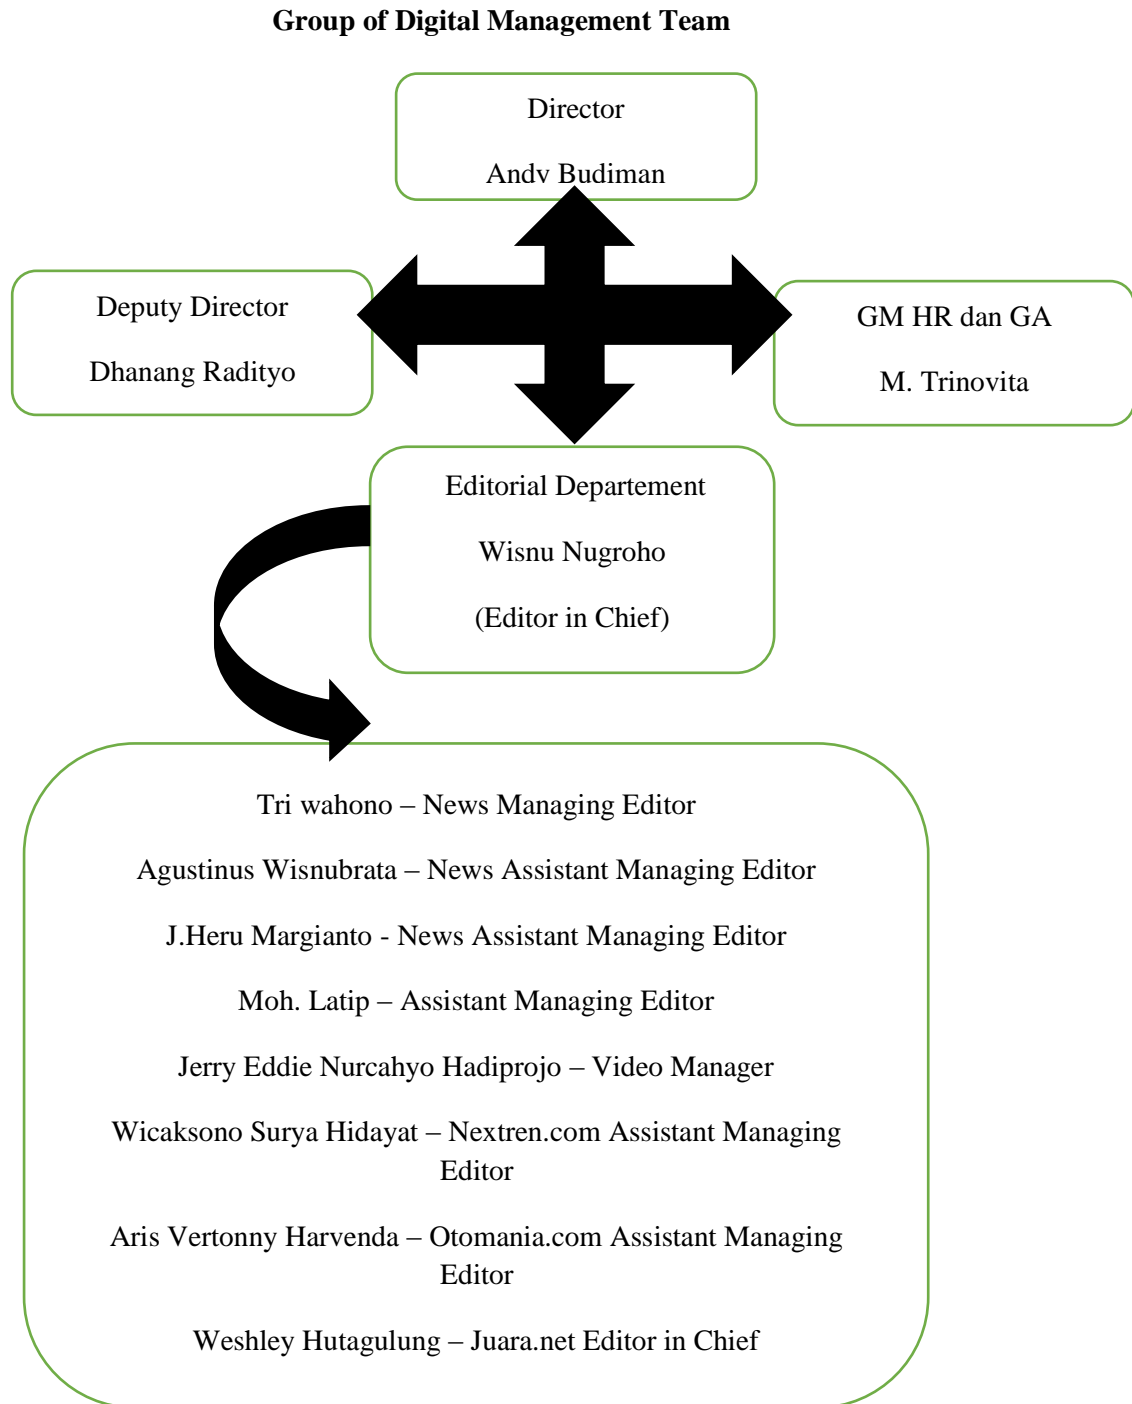 Group of Digital Management Team
Director
Andy Budiman
Deputy Director
Dhanang Radityo
GM HR dan GA
M. Trinovita
Editorial Departement
Wisnu Nugroho
(Editor in Chief)
Tri wahono – News Managing Editor
Agustinus Wisnubrata – News Assistant Managing Editor
J.Heru Margianto - News Assistant Managing Editor
Moh. Latip – Assistant Managing Editor
Jerry Eddie Nurcahyo Hadiprojo – Video Manager
Wicaksono Surya Hidayat – Nextren.com Assistant Managing
Editor
Aris Vertonny Harvenda – Otomania.com Assistant Managing
Editor
Weshley Hutagulung – Juara.net Editor in Chief